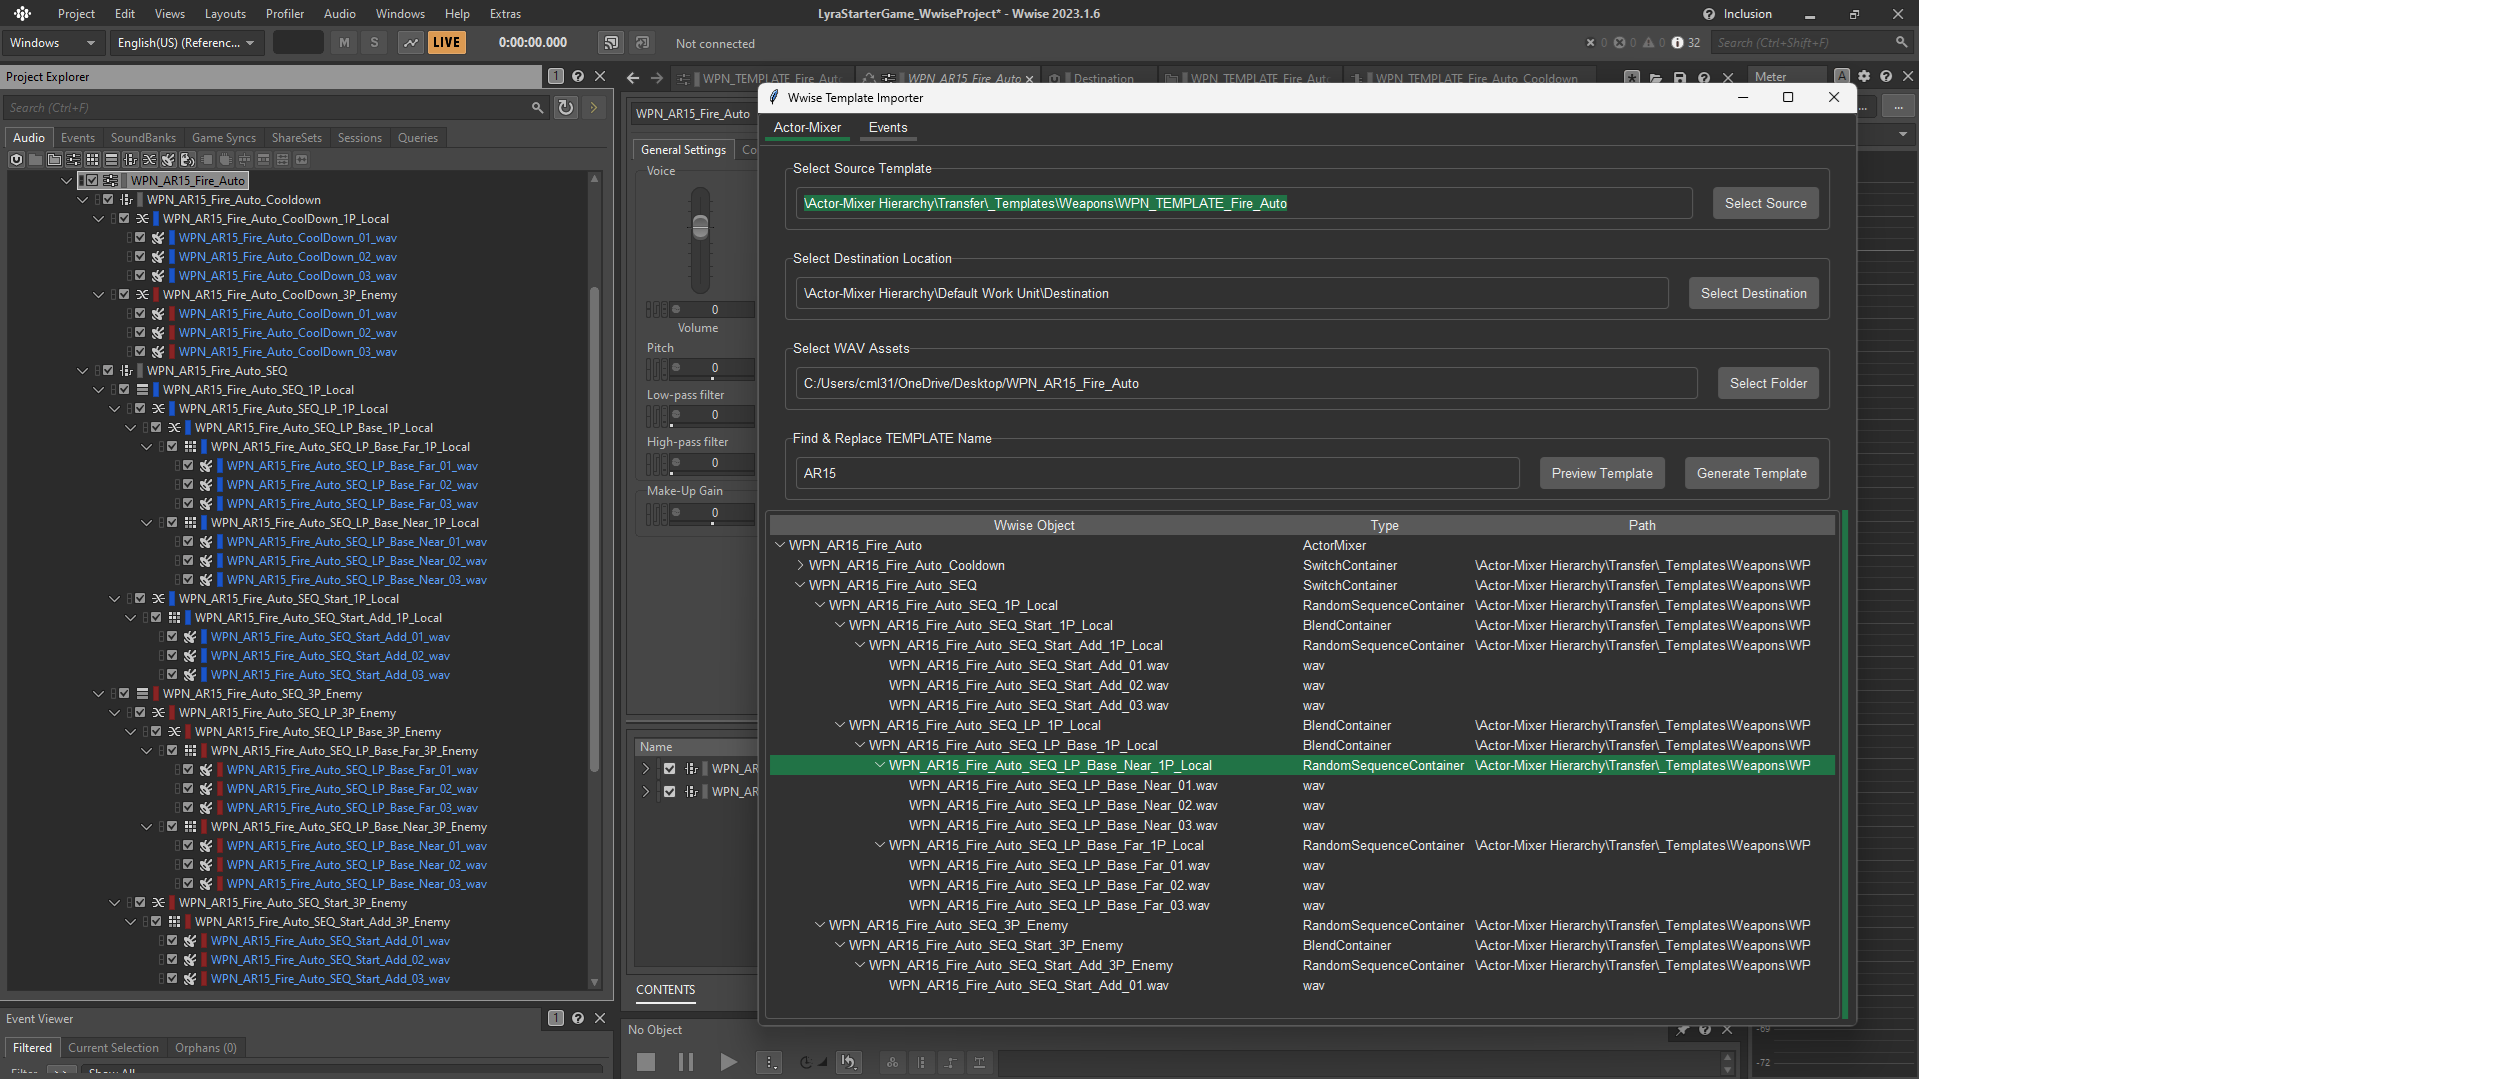 Project Edit Views Layouts Profiler Audio Windows Help Extras
LyraStarterGame_WwiseProject* - Wwise 2023.1.6
Inclusion
Windows
English(US) (Referenc...
M S
LIVE
0:00:00.000
Not connected
0 0 0 32
Search (Ctrl+Shift+F)
Project Explorer
1
Search (Ctrl+F)
Audio Events SoundBanks Game Syncs ShareSets Sessions Queries
WPN_AR15_Fire_Auto
WPN_AR15_Fire_Auto_Cooldown
WPN_AR15_Fire_Auto_CoolDown_1P_Local
WPN_AR15_Fire_Auto_CoolDown_01_wav
WPN_AR15_Fire_Auto_CoolDown_02_wav
WPN_AR15_Fire_Auto_CoolDown_03_wav
WPN_AR15_Fire_Auto_CoolDown_3P_Enemy
WPN_AR15_Fire_Auto_CoolDown_01_wav
WPN_AR15_Fire_Auto_CoolDown_02_wav
WPN_AR15_Fire_Auto_CoolDown_03_wav
WPN_AR15_Fire_Auto_SEQ
WPN_AR15_Fire_Auto_SEQ_1P_Local
WPN_AR15_Fire_Auto_SEQ_LP_1P_Local
WPN_AR15_Fire_Auto_SEQ_LP_Base_1P_Local
WPN_AR15_Fire_Auto_SEQ_LP_Base_Far_1P_Local
WPN_AR15_Fire_Auto_SEQ_LP_Base_Far_01_wav
WPN_AR15_Fire_Auto_SEQ_LP_Base_Far_02_wav
WPN_AR15_Fire_Auto_SEQ_LP_Base_Far_03_wav
WPN_AR15_Fire_Auto_SEQ_LP_Base_Near_1P_Local
WPN_AR15_Fire_Auto_SEQ_LP_Base_Near_01_wav
WPN_AR15_Fire_Auto_SEQ_LP_Base_Near_02_wav
WPN_AR15_Fire_Auto_SEQ_LP_Base_Near_03_wav
WPN_AR15_Fire_Auto_SEQ_Start_1P_Local
WPN_AR15_Fire_Auto_SEQ_Start_Add_1P_Local
WPN_AR15_Fire_Auto_SEQ_Start_Add_01_wav
WPN_AR15_Fire_Auto_SEQ_Start_Add_02_wav
WPN_AR15_Fire_Auto_SEQ_Start_Add_03_wav
WPN_AR15_Fire_Auto_SEQ_3P_Enemy
WPN_AR15_Fire_Auto_SEQ_LP_3P_Enemy
WPN_AR15_Fire_Auto_SEQ_LP_Base_3P_Enemy
WPN_AR15_Fire_Auto_SEQ_LP_Base_Far_3P_Enemy
WPN_AR15_Fire_Auto_SEQ_LP_Base_Far_01_wav
WPN_AR15_Fire_Auto_SEQ_LP_Base_Far_02_wav
WPN_AR15_Fire_Auto_SEQ_LP_Base_Far_03_wav
WPN_AR15_Fire_Auto_SEQ_LP_Base_Near_3P_Enemy
WPN_AR15_Fire_Auto_SEQ_LP_Base_Near_01_wav
WPN_AR15_Fire_Auto_SEQ_LP_Base_Near_02_wav
WPN_AR15_Fire_Auto_SEQ_LP_Base_Near_03_wav
WPN_AR15_Fire_Auto_SEQ_Start_3P_Enemy
WPN_AR15_Fire_Auto_SEQ_Start_Add_3P_Enemy
WPN_AR15_Fire_Auto_SEQ_Start_Add_01_wav
WPN_AR15_Fire_Auto_SEQ_Start_Add_02_wav
WPN_AR15_Fire_Auto_SEQ_Start_Add_03_wav
Event Viewer
1
Filtered Current Selection Orphans (0)
Filter >> Show All
WPN_TEMPLATE_Fire_Aut
WPN_AR15_Fire_Auto
Destination
WPN_TEMPLATE_Fire_Aut
WPN_TEMPLATE_Fire_Auto_Cooldown
Meter
A
WPN_AR15_Fire_Auto
General Settings Co
Voice
0
Volume
Pitch
0
Low-pass filter
0
High-pass filter
0
Make-Up Gain
0
Name
WPN_AR
WPN_AR
CONTENTS
No Object
-69
-72
Wwise Template Importer
Actor-Mixer Events
Select Source Template
\Actor-Mixer Hierarchy\Transfer\_Templates\Weapons\WPN_TEMPLATE_Fire_Auto
Select Source
Select Destination Location
\Actor-Mixer Hierarchy\Default Work Unit\Destination
Select Destination
Select WAV Assets
C:/Users/cml31/OneDrive/Desktop/WPN_AR15_Fire_Auto
Select Folder
Find & Replace TEMPLATE Name
AR15
Preview Template
Generate Template
Wwise Object Type Path
WPN_AR15_Fire_Auto ActorMixer
WPN_AR15_Fire_Auto_Cooldown SwitchContainer \Actor-Mixer Hierarchy\Transfer\_Templates\Weapons\WP
WPN_AR15_Fire_Auto_SEQ SwitchContainer \Actor-Mixer Hierarchy\Transfer\_Templates\Weapons\WP
WPN_AR15_Fire_Auto_SEQ_1P_Local RandomSequenceContainer \Actor-Mixer Hierarchy\Transfer\_Templates\Weapons\WP
WPN_AR15_Fire_Auto_SEQ_Start_1P_Local BlendContainer \Actor-Mixer Hierarchy\Transfer\_Templates\Weapons\WP
WPN_AR15_Fire_Auto_SEQ_Start_Add_1P_Local RandomSequenceContainer \Actor-Mixer Hierarchy\Transfer\_Templates\Weapons\WP
WPN_AR15_Fire_Auto_SEQ_Start_Add_01.wav wav
WPN_AR15_Fire_Auto_SEQ_Start_Add_02.wav wav
WPN_AR15_Fire_Auto_SEQ_Start_Add_03.wav wav
WPN_AR15_Fire_Auto_SEQ_LP_1P_Local BlendContainer \Actor-Mixer Hierarchy\Transfer\_Templates\Weapons\WP
WPN_AR15_Fire_Auto_SEQ_LP_Base_1P_Local BlendContainer \Actor-Mixer Hierarchy\Transfer\_Templates\Weapons\WP
WPN_AR15_Fire_Auto_SEQ_LP_Base_Near_1P_Local RandomSequenceContainer \Actor-Mixer Hierarchy\Transfer\_Templates\Weapons\WP
WPN_AR15_Fire_Auto_SEQ_LP_Base_Near_01.wav wav
WPN_AR15_Fire_Auto_SEQ_LP_Base_Near_02.wav wav
WPN_AR15_Fire_Auto_SEQ_LP_Base_Near_03.wav wav
WPN_AR15_Fire_Auto_SEQ_LP_Base_Far_1P_Local RandomSequenceContainer \Actor-Mixer Hierarchy\Transfer\_Templates\Weapons\WP
WPN_AR15_Fire_Auto_SEQ_LP_Base_Far_01.wav wav
WPN_AR15_Fire_Auto_SEQ_LP_Base_Far_02.wav wav
WPN_AR15_Fire_Auto_SEQ_LP_Base_Far_03.wav wav
WPN_AR15_Fire_Auto_SEQ_3P_Enemy RandomSequenceContainer \Actor-Mixer Hierarchy\Transfer\_Templates\Weapons\WP
WPN_AR15_Fire_Auto_SEQ_Start_3P_Enemy BlendContainer \Actor-Mixer Hierarchy\Transfer\_Templates\Weapons\WP
WPN_AR15_Fire_Auto_SEQ_Start_Add_3P_Enemy RandomSequenceContainer \Actor-Mixer Hierarchy\Transfer\_Templates\Weapons\WP
WPN_AR15_Fire_Auto_SEQ_Start_Add_01.wav wav